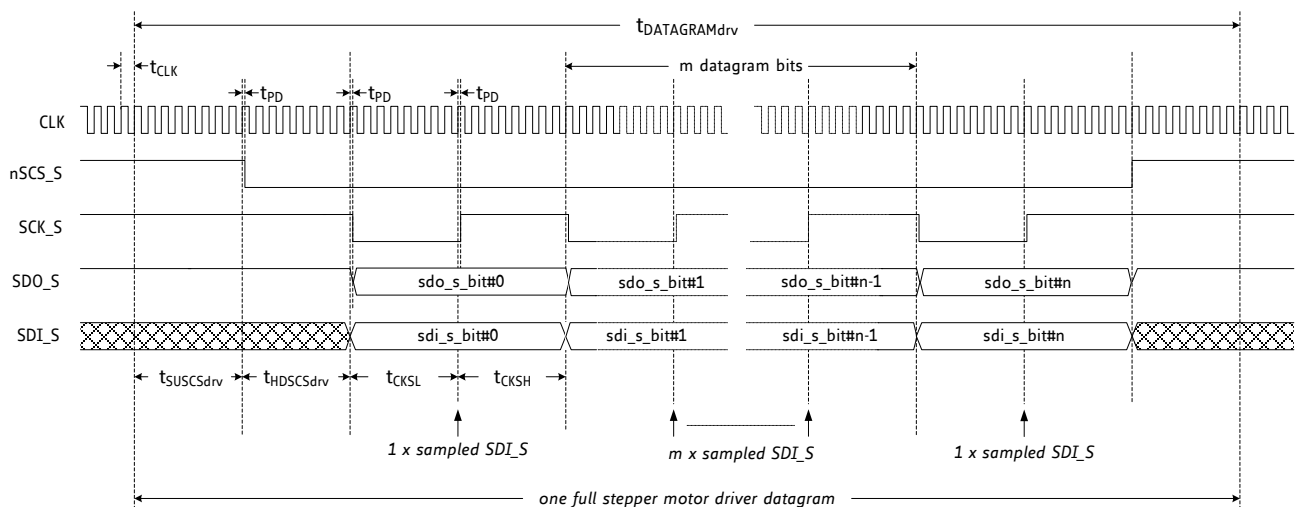 tDATAGRAMdrv
m datagram bits
tCLK
tPD tPD tPD
CLK
nSCS_S
SCK_S
SDO_S sdo_s_bit#0 sdo_s_bit#1 sdo_s_bit#n-1 sdo_s_bit#n
SDI_S sdi_s_bit#0 sdi_s_bit#1 sdi_s_bit#n-1 sdi_s_bit#n
tSUSCSdrv tHDSCSdrv tCKSL tCKSH
1 x sampled SDI_S m x sampled SDI_S 1 x sampled SDI_S
one full stepper motor driver datagram